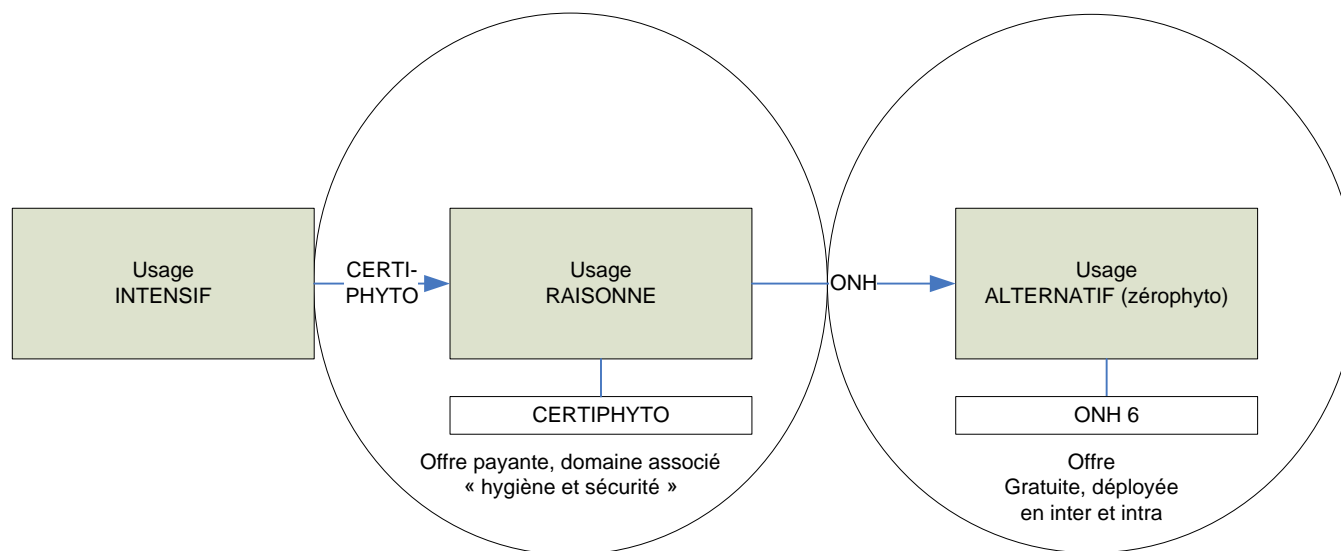 Usage
INTENSIF
CERTI-
PHYTO
Usage
RAISONNE
ONH
Usage
ALTERNATIF (zérophyto)
CERTIPHYTO
ONH 6
Offre payante, domaine associé
« hygiène et sécurité »
Offre
Gratuite, déployée
en inter et intra